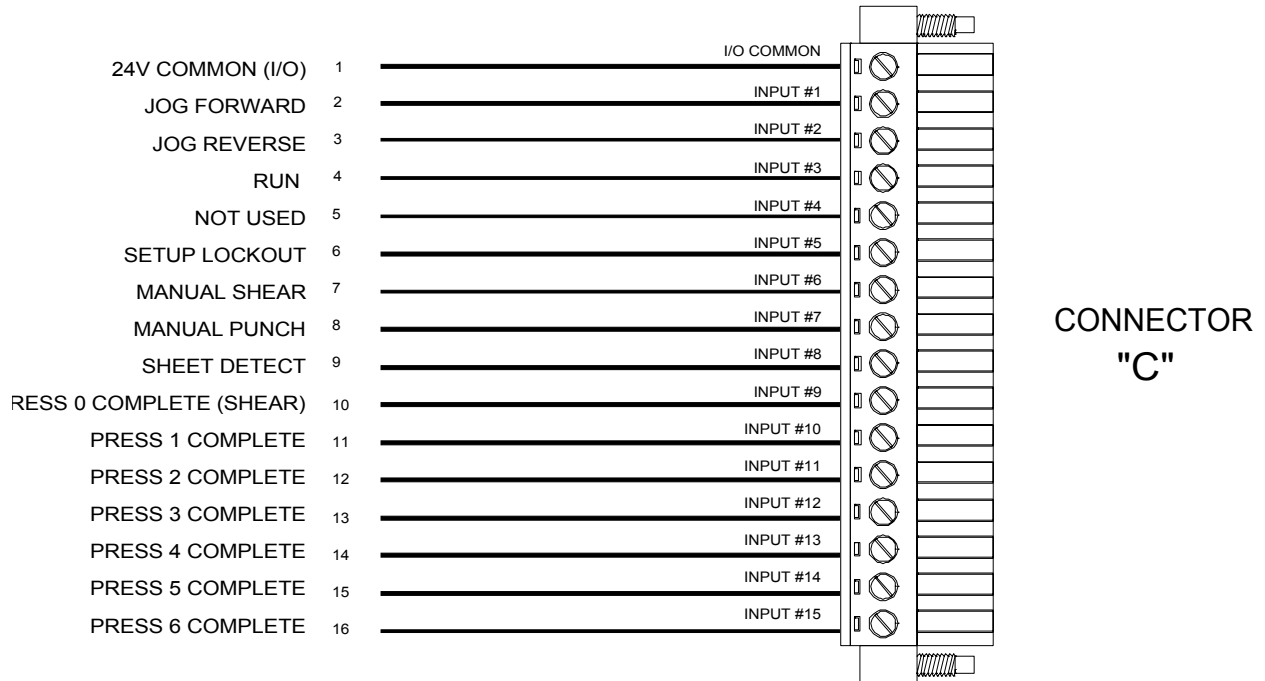 24V COMMON (I/O) 1 I/O COMMON
JOG FORWARD 2 INPUT #1
JOG REVERSE 3 INPUT #2
RUN 4 INPUT #3
NOT USED 5 INPUT #4
SETUP LOCKOUT 6 INPUT #5
MANUAL SHEAR 7 INPUT #6
MANUAL PUNCH 8 INPUT #7
SHEET DETECT 9 INPUT #8
RESS 0 COMPLETE (SHEAR) 10 INPUT #9
PRESS 1 COMPLETE 11 INPUT #10
PRESS 2 COMPLETE 12 INPUT #11
PRESS 3 COMPLETE 13 INPUT #12
PRESS 4 COMPLETE 14 INPUT #13
PRESS 5 COMPLETE 15 INPUT #14
PRESS 6 COMPLETE 16 INPUT #15
CONNECTOR
"C"